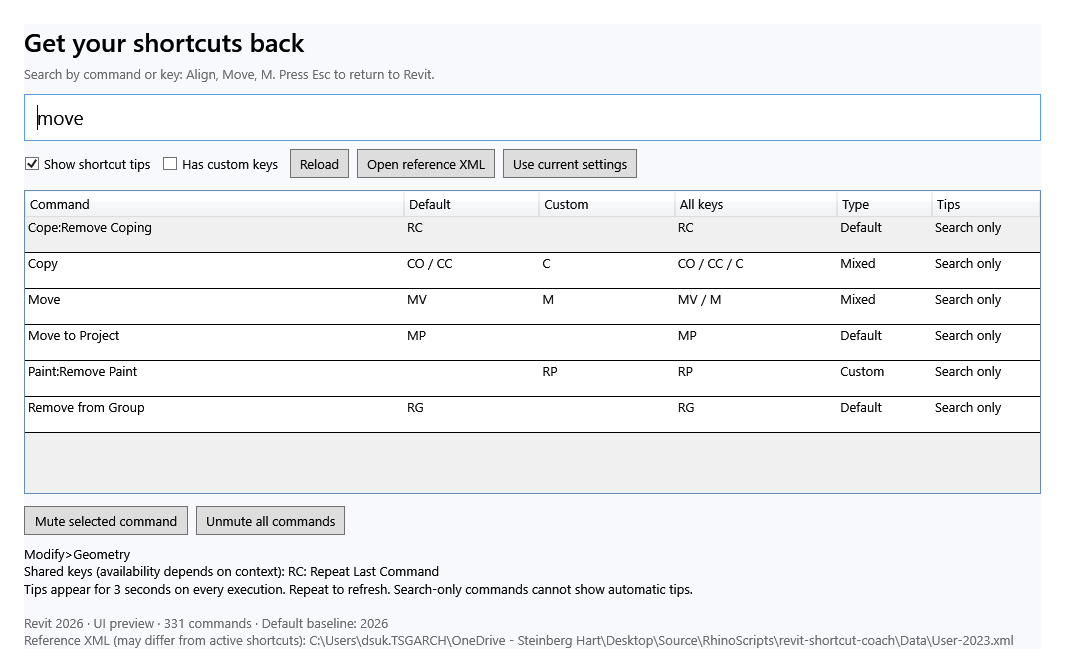 Get your shortcuts back
Search by command or key: Align, Move, M. Press Esc to return to Revit.
move
Show shortcut tips Has custom keys Reload Open reference XML Use current settings
Command Default Custom All keys Type Tips
Cope:Remove Coping RC RC Default Search only
Copy CO / CC C CO / CC / C Mixed Search only
Move MV M MV / M Mixed Search only
Move to Project MP MP Default Search only
Paint:Remove Paint RP RP Custom Search only
Remove from Group RG RG Default Search only
Mute selected command Unmute all commands
Modify>Geometry
Shared keys (availability depends on context): RC: Repeat Last Command
Tips appear for 3 seconds on every execution. Repeat to refresh. Search-only commands cannot show automatic tips.
Revit 2026 · UI preview · 331 commands · Default baseline: 2026
Reference XML (may differ from active shortcuts): C:\Users\dsuk.TSGARCH\OneDrive - Steinberg Hart\Desktop\Source\RhinoScripts\revit-shortcut-coach\Data\User-2023.xml